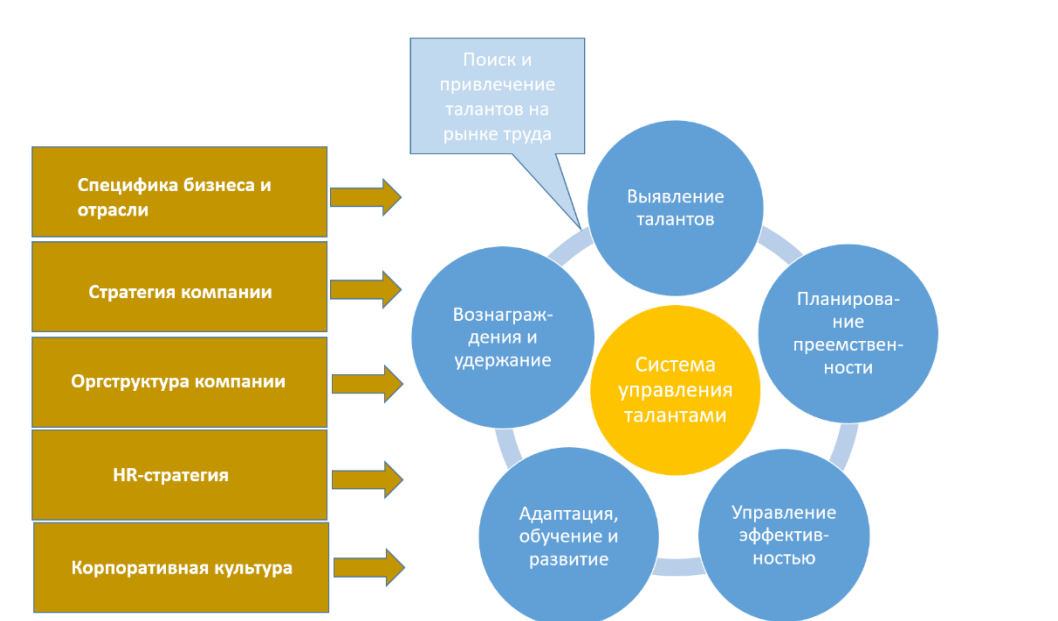 Поиск и
привлечение
талантов на
рынке труда
Специфика бизнеса и
отрасли
Стратегия компании
Оргструктура компании
HR-стратегия
Корпоративная культура
Выявление
талантов
Планирова-
ние
преемствен-
ности
Управление
эффектив-
ностью
Адаптация,
обучение и
развитие
Вознаграж-
дения и
удержание
Система
управления
талантами